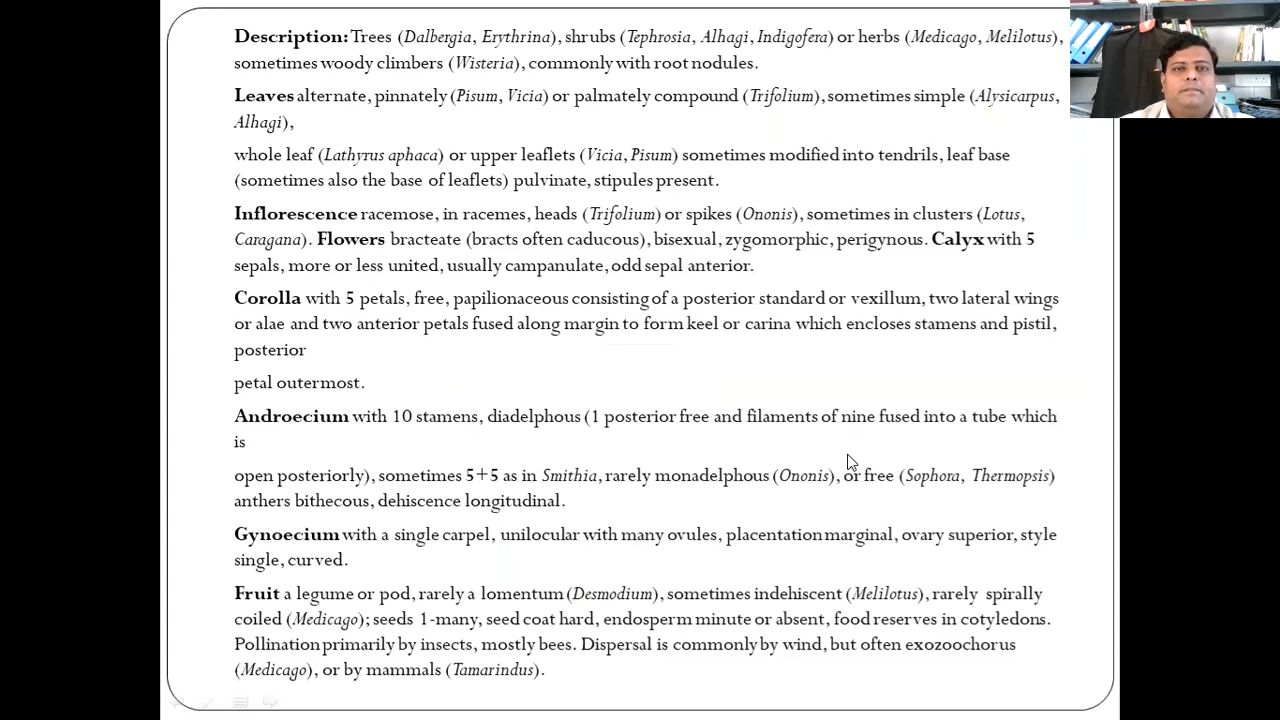 Description: Trees (Dalbergia, Erythrina), shrubs (Tephrosia, Alhagi, Indigofera) or herbs (Medicago, Melilotus),
sometimes woody climbers (Wisteria), commonly with root nodules.
Leaves alternate, pinnately (Pisum, Vicia) or palmately compound (Trifolium), sometimes simple (Alysicarpus,
Alhagi),
whole leaf (Lathyrus aphaca) or upper leaflets (Vicia, Pisum) sometimes modified into tendrils, leaf base
(sometimes also the base of leaflets) pulvinate, stipules present.
Inflorescence racemose, in racemes, heads (Trifolium) or spikes (Ononis), sometimes in clusters (Lotus,
Caragana). Flowers bracteate (bracts often caducous), bisexual, zygomorphic, perigynous. Calyx with 5
sepals, more or less united, usually campanulate, odd sepal anterior.
Corolla with 5 petals, free, papilionaceous consisting of a posterior standard or vexillum, two lateral wings
or alae and two anterior petals fused along margin to form keel or carina which encloses stamens and pistil,
posterior
petal outermost.
Androecium with 10 stamens, diadelphous (1 posterior free and filaments of nine fused into a tube which
is
open posteriorly), sometimes 5+5 as in Smithia, rarely monadelphous (Ononis), or free (Sophora, Thermopsis)
anthers bithecous, dehiscence longitudinal.
Gynoecium with a single carpel, unilocular with many ovules, placentation marginal, ovary superior, style
single, curved.
Fruit a legume or pod, rarely a lomentum (Desmodium), sometimes indehiscent (Melilotus), rarely spirally
coiled (Medicago); seeds 1-many, seed coat hard, endosperm minute or absent, food reserves in cotyledons.
Pollination primarily by insects, mostly bees. Dispersal is commonly by wind, but often exozoochorus
(Medicago), or by mammals (Tamarindus).